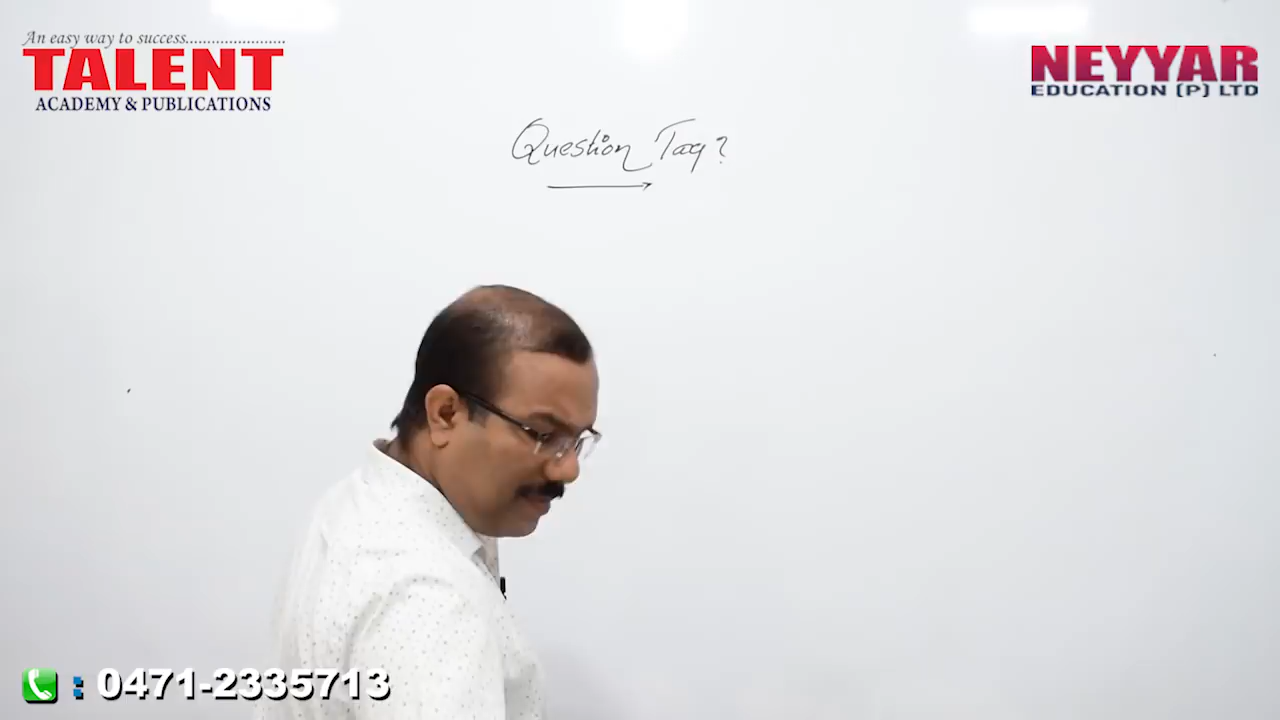 An easy way to success.......................
TALENT
ACADEMY & PUBLICATIONS
NEYYAR
EDUCATION (P) LTD
Question Tag?
: 0471-2335713